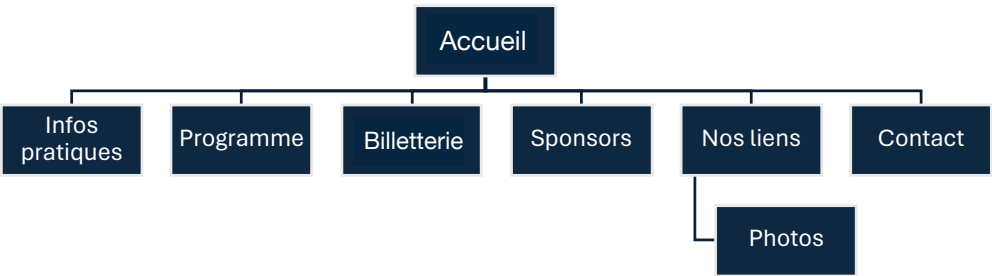 Accueil
Infos
pratiques
Programme
Billetterie
Sponsors
Nos liens
Contact
Photos